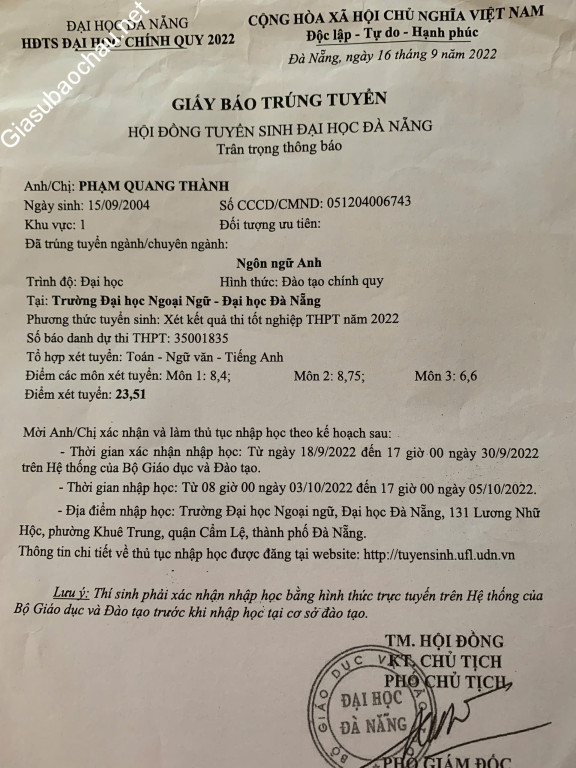 ĐẠI HỌC ĐÀ NẴNG
HĐTS ĐẠI HỌC CHÍNH QUY 2022
CỘNG HÒA XÃ HỘI CHỦ NGHĨA VIỆT NAM
Độc lập - Tự do - Hạnh phúc
Đà Nẵng, ngày 16 tháng 9 năm 2022
Giasubaochau.net
GIẤY BÁO TRÚNG TUYỂN
HỘI ĐỒNG TUYỂN SINH ĐẠI HỌC ĐÀ NẴNG
Trân trọng thông báo
Anh/Chị: PHẠM QUANG THÀNH
Ngày sinh: 15/09/2004 Số CCCD/CMND: 051204006743
Khu vực: 1 Đối tượng ưu tiên:
Đã trúng tuyển ngành/chuyên ngành:
Ngôn ngữ Anh
Trình độ: Đại học Hình thức: Đào tạo chính quy
Tại: Trường Đại học Ngoại Ngữ - Đại học Đà Nẵng
Phương thức tuyển sinh: Xét kết quả thi tốt nghiệp THPT năm 2022
Số báo danh dự thi THPT: 35001835
Tổ hợp xét tuyển: Toán - Ngữ văn - Tiếng Anh
Điểm các môn xét tuyển: Môn 1: 8,4; Môn 2: 8,75; Môn 3: 6,6
Điểm xét tuyển: 23,51
Mời Anh/Chị xác nhận và làm thủ tục nhập học theo kế hoạch sau:
- Thời gian xác nhận nhập học: Từ ngày 18/9/2022 đến 17 giờ 00 ngày 30/9/2022
trên Hệ thống của Bộ Giáo dục và Đào tạo.
- Thời gian nhập học: Từ 08 giờ 00 ngày 03/10/2022 đến 17 giờ 00 ngày 05/10/2022.
- Địa điểm nhập học: Trường Đại học Ngoại ngữ, Đại học Đà Nẵng, 131 Lương Nhữ
Hộc, phường Khuê Trung, quận Cẩm Lệ, thành phố Đà Nẵng.
Thông tin chi tiết về thủ tục nhập học được đăng tại website: http://tuyensinh.ufl.udn.vn
Lưu ý: Thí sinh phải xác nhận nhập học bằng hình thức trực tuyến trên Hệ thống của
Bộ Giáo dục và Đào tạo trước khi nhập học tại cơ sở đào tạo.
TM. HỘI ĐỒNG
KT. CHỦ TỊCH
PHÓ CHỦ TỊCH
BỘ GIÁO DỤC VÀ ĐÀO
ĐẠI HỌC
ĐÀ NẴNG
PHÓ GIÁM ĐỐC